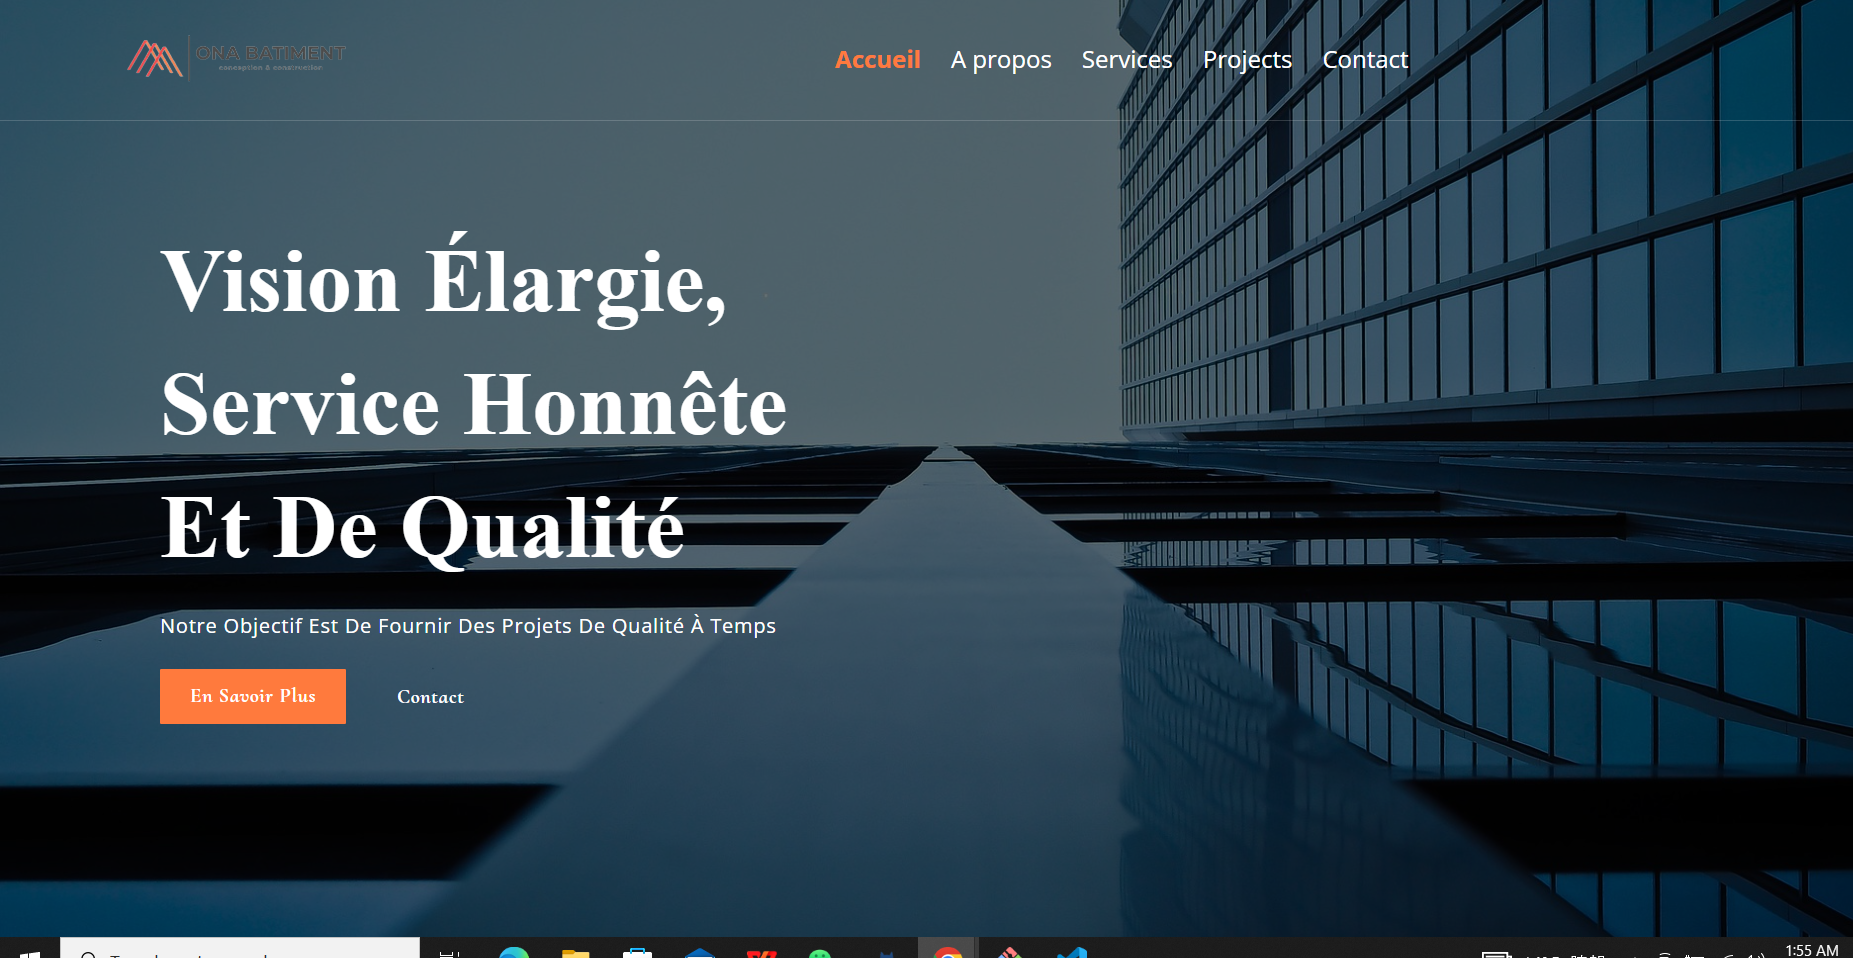 ONA BATIMENT
conception & construction
Accueil A propos Services Projects Contact
Vision Élargie,
Service Honnête
Et De Qualité
Notre Objectif Est De Fournir Des Projets De Qualité À Temps
En Savoir Plus Contact
1:55 AM